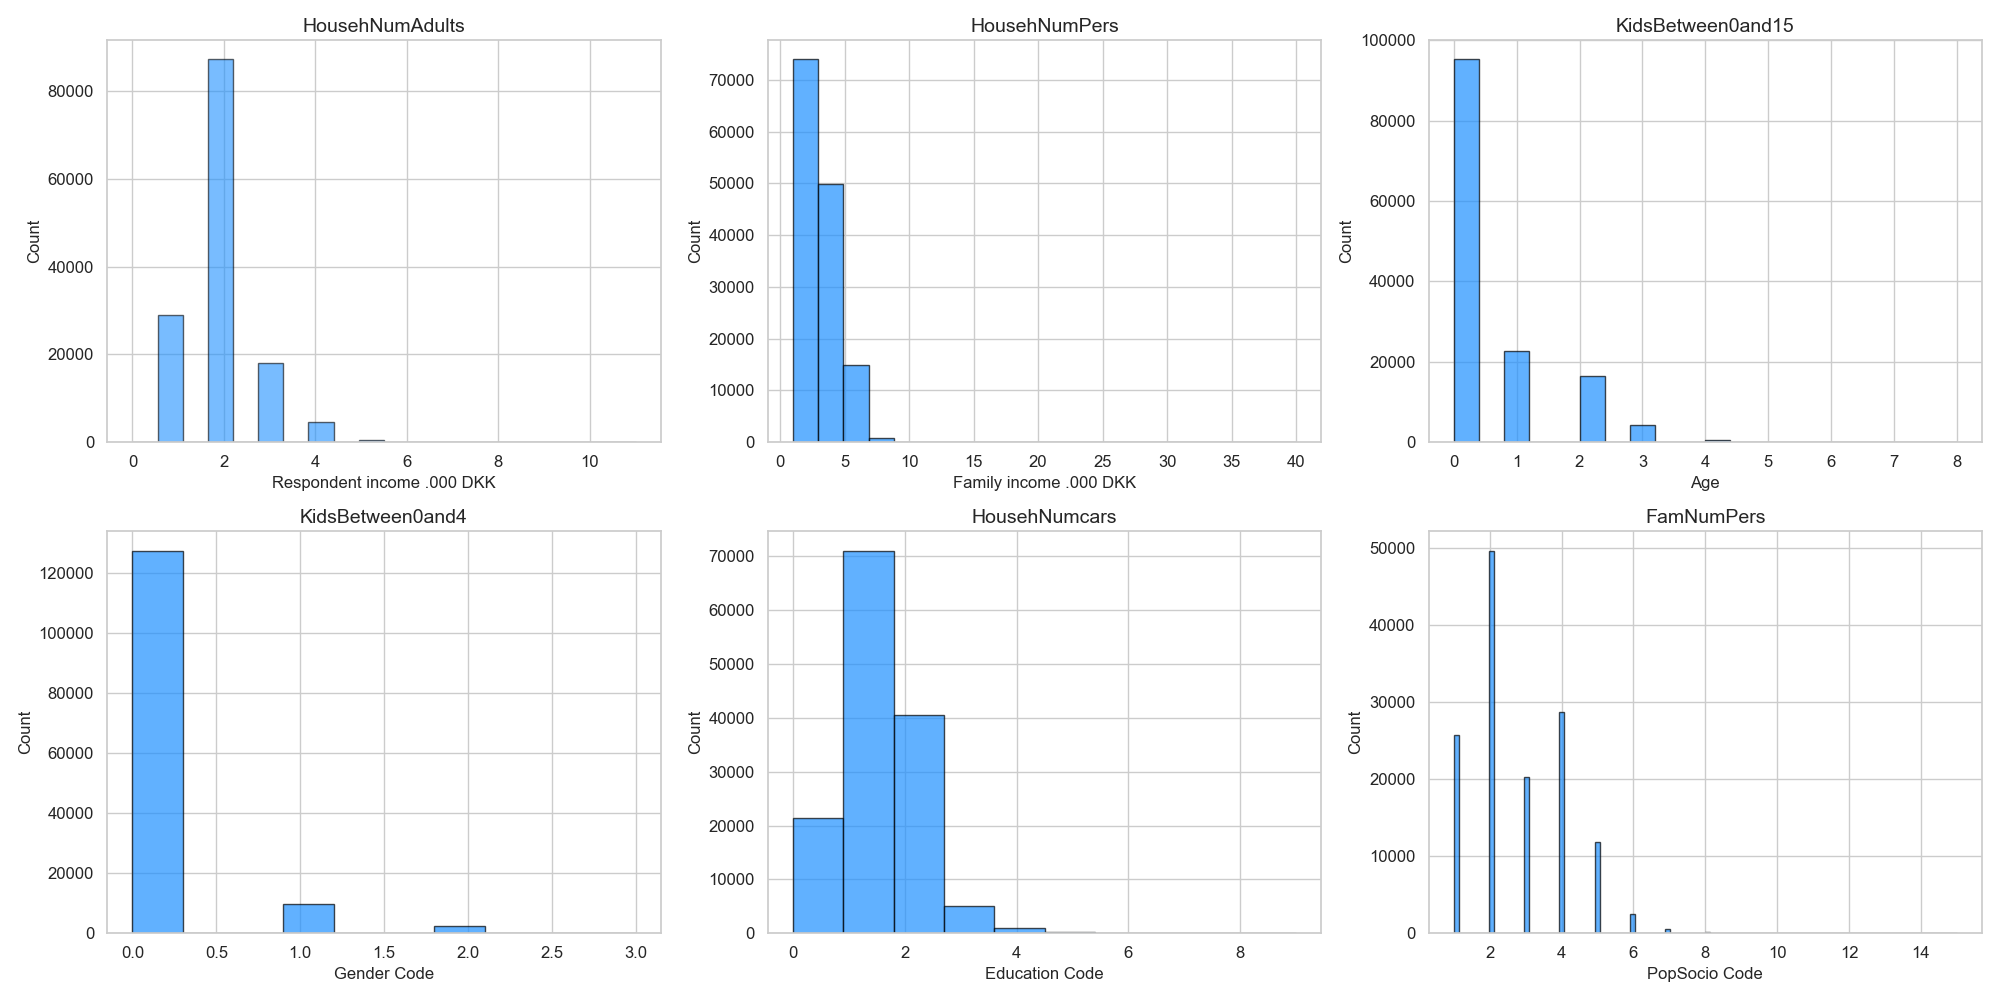 HousehNumAdults
Count
80000
60000
40000
20000
0
0 2 4 6 8 10
Respondent income .000 DKK
HousehNumPers
Count
70000
60000
50000
40000
30000
20000
10000
0
0 5 10 15 20 25 30 35 40
Family income .000 DKK
KidsBetween0and15
Count
100000
80000
60000
40000
20000
0
0 1 2 3 4 5 6 7 8
Age
KidsBetween0and4
Count
120000
100000
80000
60000
40000
20000
0
0.0 0.5 1.0 1.5 2.0 2.5 3.0
Gender Code
HousehNumcars
Count
70000
60000
50000
40000
30000
20000
10000
0
0 2 4 6 8
Education Code
FamNumPers
Count
50000
40000
30000
20000
10000
0
2 4 6 8 10 12 14
PopSocio Code